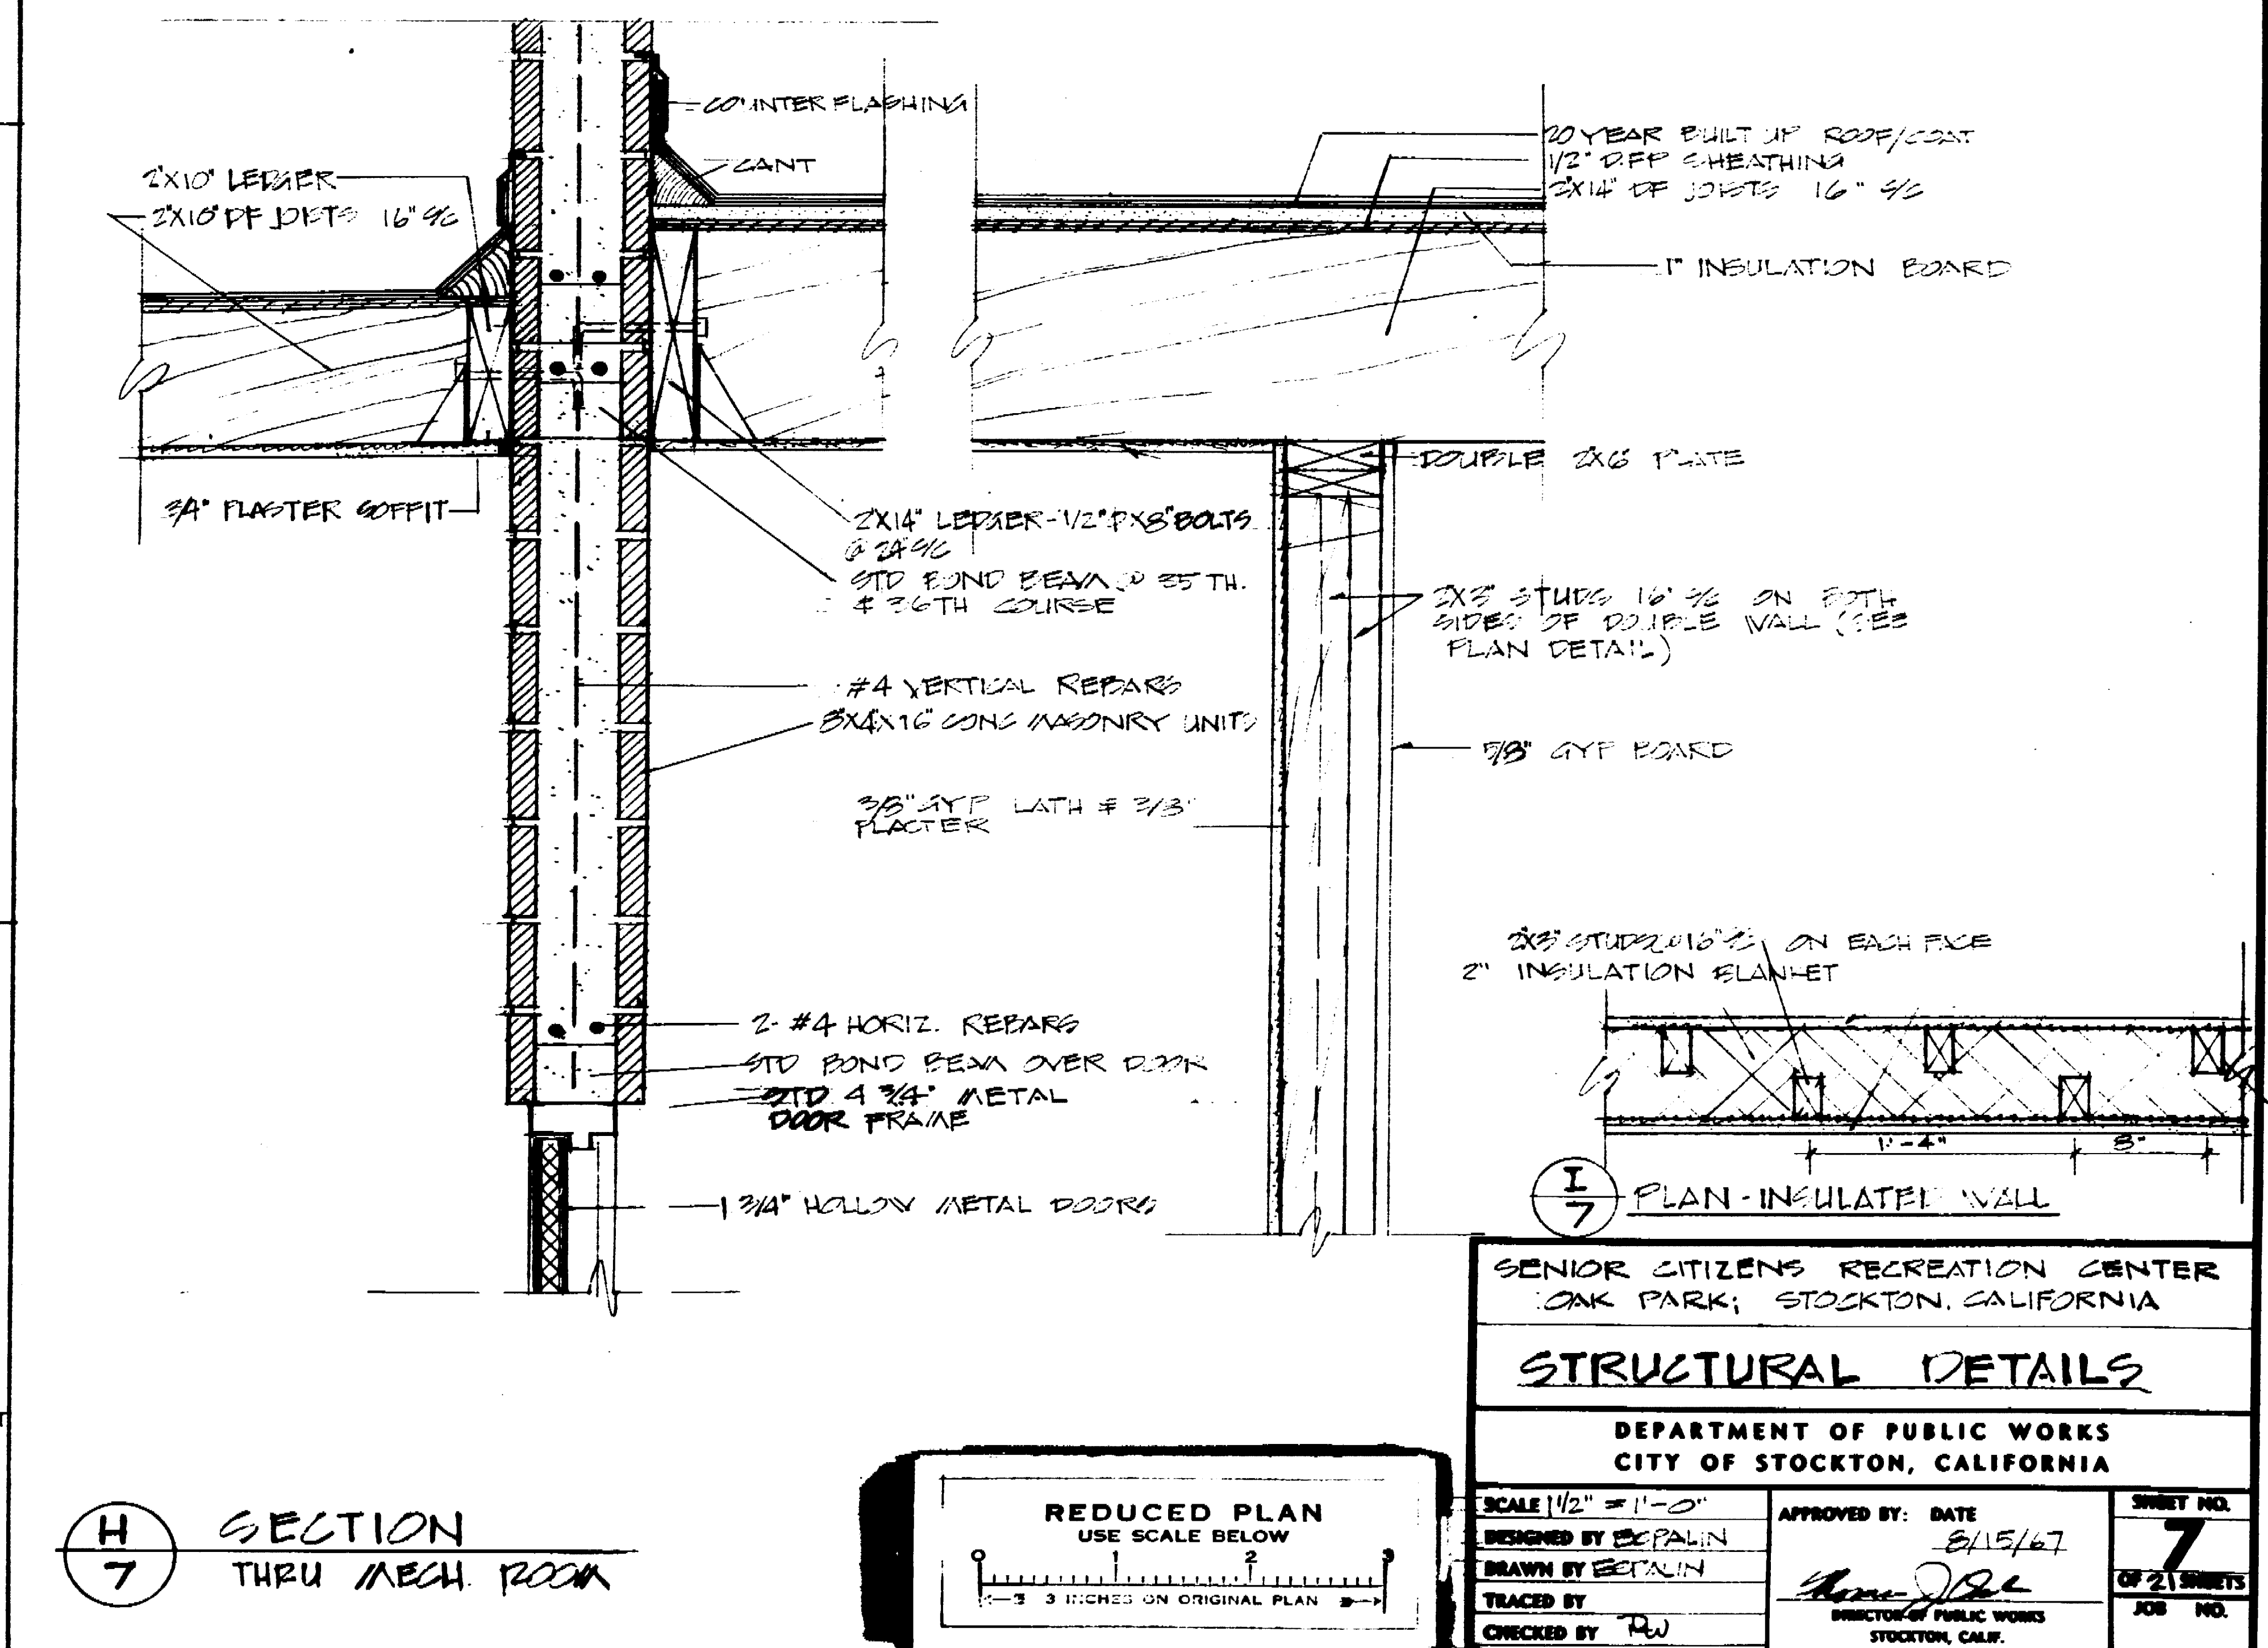 COUNTER FLASHING
CANT
2"X10" LEDGER
2"X10" DF JOISTS 16" O/C
20 YEAR BUILT UP ROOF/COAT
1/2" DFP SHEATHING
2"X14" DF JOISTS 16" O/C
1" INSULATION BOARD
3/4" PLASTER SOFFIT
DOUBLE 2X6 PLATE
2"X14" LEDGER-1/2"ØX8" BOLTS
@ 24" O/C
STD BOND BEAM @ 35TH.
& 36TH COURSE
2X3" STUDS 16" O/C ON BOTH
SIDES OF DOUBLE WALL (SEE
PLAN DETAIL)
#4 VERTICAL REBARS
8"X4"X16" CONC MASONRY UNITS
5/8" GYP BOARD
3/8" GYP LATH & 3/8"
PLASTER
2X3" STUDS @ 16" O/C ON EACH FACE
2" INSULATION BLANKET
2- #4 HORIZ. REBARS
STD BOND BEAM OVER DOOR
STD 4 3/4" METAL
DOOR FRAME
1 3/4" HOLLOW METAL DOORS
1'-4" 8"
I
7
PLAN-INSULATED WALL
SENIOR CITIZENS RECREATION CENTER
OAK PARK; STOCKTON, CALIFORNIA
STRUCTURAL DETAILS
DEPARTMENT OF PUBLIC WORKS
CITY OF STOCKTON, CALIFORNIA
SCALE 1 1/2" = 1'-0"
DESIGNED BY ECPALIN
DRAWN BY ECPALIN
TRACED BY
CHECKED BY RW
APPROVED BY: DATE
8/15/67
DIRECTOR OF PUBLIC WORKS
STOCKTON, CALIF.
SHEET NO.
7
OF 21 SHEETS
JOB NO.
REDUCED PLAN
USE SCALE BELOW
0 1 2 3
3 INCHES ON ORIGINAL PLAN
H
7
SECTION
THRU MECH. ROOM